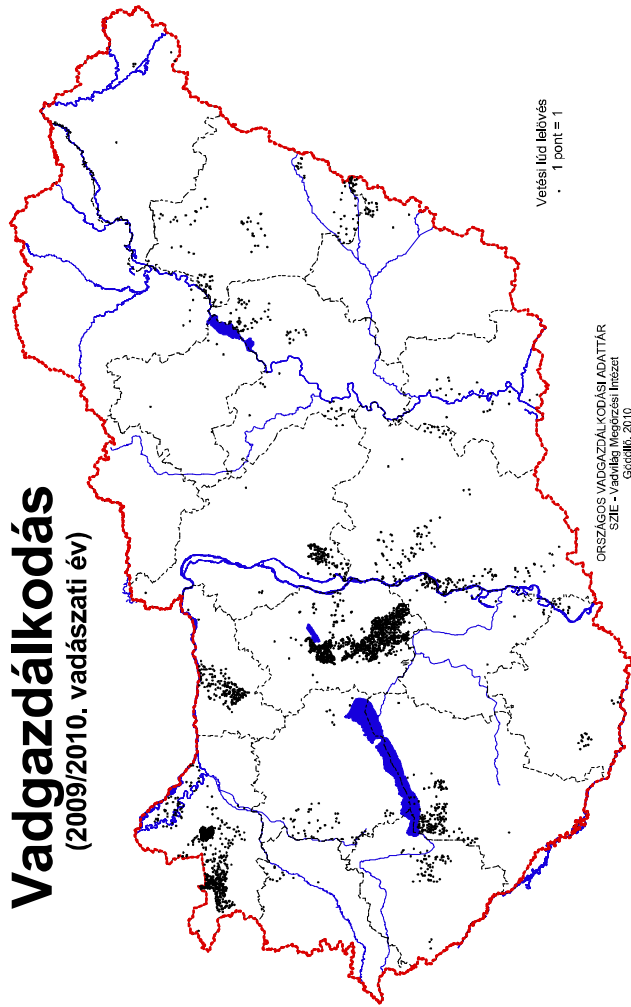 Vadgazdálkodás
(2009/2010. vadászati év)
Vetési lúd lelövés
1 pont = 1
ORSZÁGOS VADGAZDÁLKODÁSI ADATTÁR
SZIE - Vadvilág Megőrzési Intézet
Gödöllő, 2010